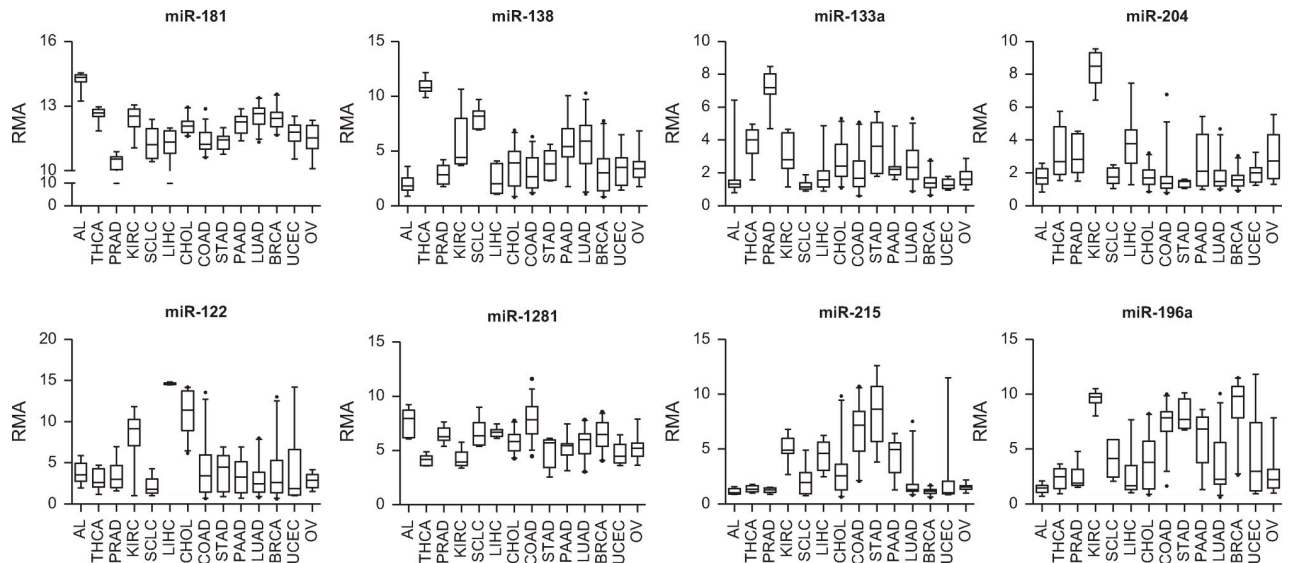 miR-181
miR-138
miR-133a
miR-204
RMA
16
13
10
10
0
AL
THCA
PRAD
KIRC
SCLC
LIHC
CHOL
COAD
STAD
PAAD
LUAD
BRCA
UCEC
OV
RMA
15
10
5
0
AL
THCA
PRAD
KIRC
SCLC
LIHC
CHOL
COAD
STAD
PAAD
LUAD
BRCA
UCEC
OV
RMA
10
8
6
4
2
0
AL
THCA
PRAD
KIRC
SCLC
LIHC
CHOL
COAD
STAD
PAAD
LUAD
BRCA
UCEC
OV
RMA
10
8
6
4
2
0
AL
THCA
PRAD
KIRC
SCLC
LIHC
CHOL
COAD
STAD
PAAD
LUAD
BRCA
UCEC
OV
miR-122
miR-1281
miR-215
miR-196a
RMA
20
15
10
5
0
AL
THCA
PRAD
KIRC
SCLC
LIHC
CHOL
COAD
STAD
PAAD
LUAD
BRCA
UCEC
OV
RMA
15
10
5
0
AL
THCA
PRAD
KIRC
SCLC
LIHC
CHOL
COAD
STAD
PAAD
LUAD
BRCA
UCEC
OV
RMA
15
10
5
0
AL
THCA
PRAD
KIRC
SCLC
LIHC
CHOL
COAD
STAD
PAAD
LUAD
BRCA
UCEC
OV
RMA
15
10
5
0
AL
THCA
PRAD
KIRC
SCLC
LIHC
CHOL
COAD
STAD
PAAD
LUAD
BRCA
UCEC
OV